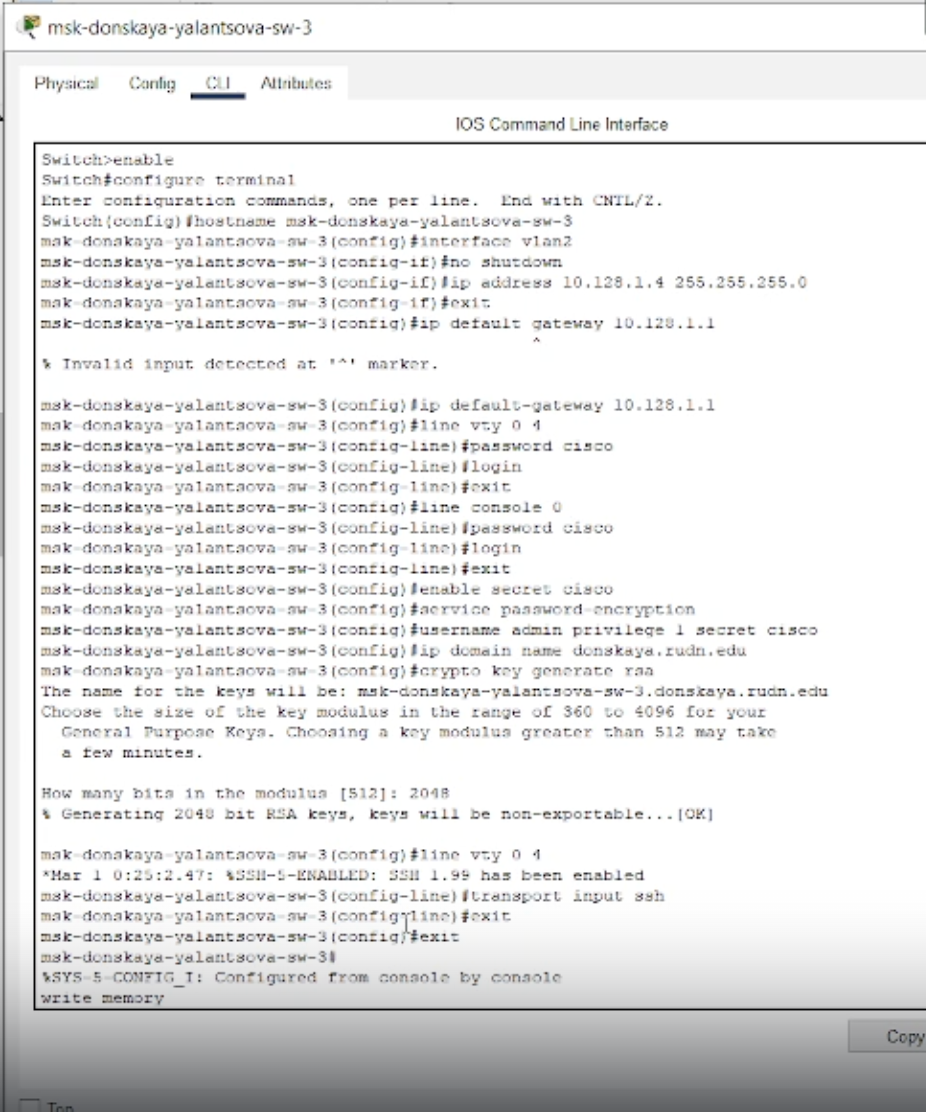 msk-donskaya-yalantsova-sw-3
Physical Config CLI Attributes
IOS Command Line Interface
Switch>enable
Switch#configure terminal
Enter configuration commands, one per line. End with CNTL/Z.
Switch(config)#hostname msk-donskaya-yalantsova-sw-3
msk-donskaya-yalantsova-sw-3(config)#interface vlan2
msk-donskaya-yalantsova-sw-3(config-if)#no shutdown
msk-donskaya-yalantsova-sw-3(config-if)#ip address 10.128.1.4 255.255.255.0
msk-donskaya-yalantsova-sw-3(config-if)#exit
msk-donskaya-yalantsova-sw-3(config)#ip default gateway 10.128.1.1
^
% Invalid input detected at '^' marker.
msk-donskaya-yalantsova-sw-3(config)#ip default-gateway 10.128.1.1
msk-donskaya-yalantsova-sw-3(config)#line vty 0 4
msk-donskaya-yalantsova-sw-3(config-line)#password cisco
msk-donskaya-yalantsova-sw-3(config-line)#login
msk-donskaya-yalantsova-sw-3(config-line)#exit
msk-donskaya-yalantsova-sw-3(config)#line console 0
msk-donskaya-yalantsova-sw-3(config-line)#password cisco
msk-donskaya-yalantsova-sw-3(config-line)#login
msk-donskaya-yalantsova-sw-3(config-line)#exit
msk-donskaya-yalantsova-sw-3(config)#enable secret cisco
msk-donskaya-yalantsova-sw-3(config)#service password-encryption
msk-donskaya-yalantsova-sw-3(config)#username admin privilege 1 secret cisco
msk-donskaya-yalantsova-sw-3(config)#ip domain name donskaya.rudn.edu
msk-donskaya-yalantsova-sw-3(config)#crypto key generate rsa
The name for the keys will be: msk-donskaya-yalantsova-sw-3.donskaya.rudn.edu
Choose the size of the key modulus in the range of 360 to 4096 for your
General Purpose Keys. Choosing a key modulus greater than 512 may take
a few minutes.
How many bits in the modulus [512]: 2048
% Generating 2048 bit RSA keys, keys will be non-exportable...[OK]
msk-donskaya-yalantsova-sw-3(config)#line vty 0 4
*Mar 1 0:25:2.47: %SSH-5-ENABLED: SSH 1.99 has been enabled
msk-donskaya-yalantsova-sw-3(config-line)#transport input ssh
msk-donskaya-yalantsova-sw-3(config-line)#exit
msk-donskaya-yalantsova-sw-3(config)#exit
msk-donskaya-yalantsova-sw-3#
%SYS-5-CONFIG_I: Configured from console by console
write memory
Copy
Top